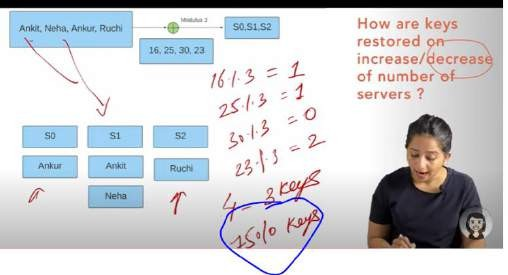 Ankit, Neha, Ankur, Ruchi
Modulus 3
S0,S1,S2
16, 25, 30, 23
How are keys
restored on
increase/decrease
of number of
servers ?
16%3 = 1
25%3 = 1
30%3 = 0
23%3 = 2
S0
S1
S2
Ankur
Ankit
Ruchi
Neha
4 - 3 keys
75% keys